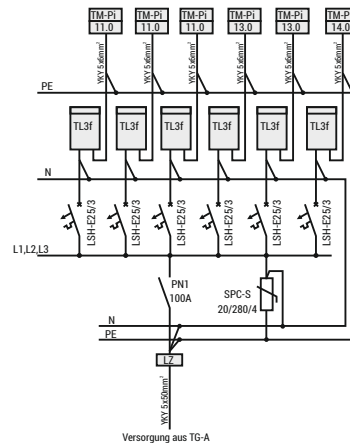 TM-Pi TM-Pi TM-Pi TM-Pi TM-Pi TM-Pi
11.0 11.0 11.0 13.0 13.0 14.0
YKY 5x6mm² YKY 5x6mm² YKY 5x6mm² YKY 5x6mm² YKY 5x6mm² YKY 5x6mm²
PE
TL3f TL3f TL3f TL3f TL3f TL3f
N
LSH-E25/3 LSH-E25/3 LSH-E25/3 LSH-E25/3 LSH-E25/3 LSH-E25/3
L1,L2,L3
PN1
100A
SPC-S
20/280/4
N
PE
LZ
YKY 5x50mm²
Versorgung aus TG-A